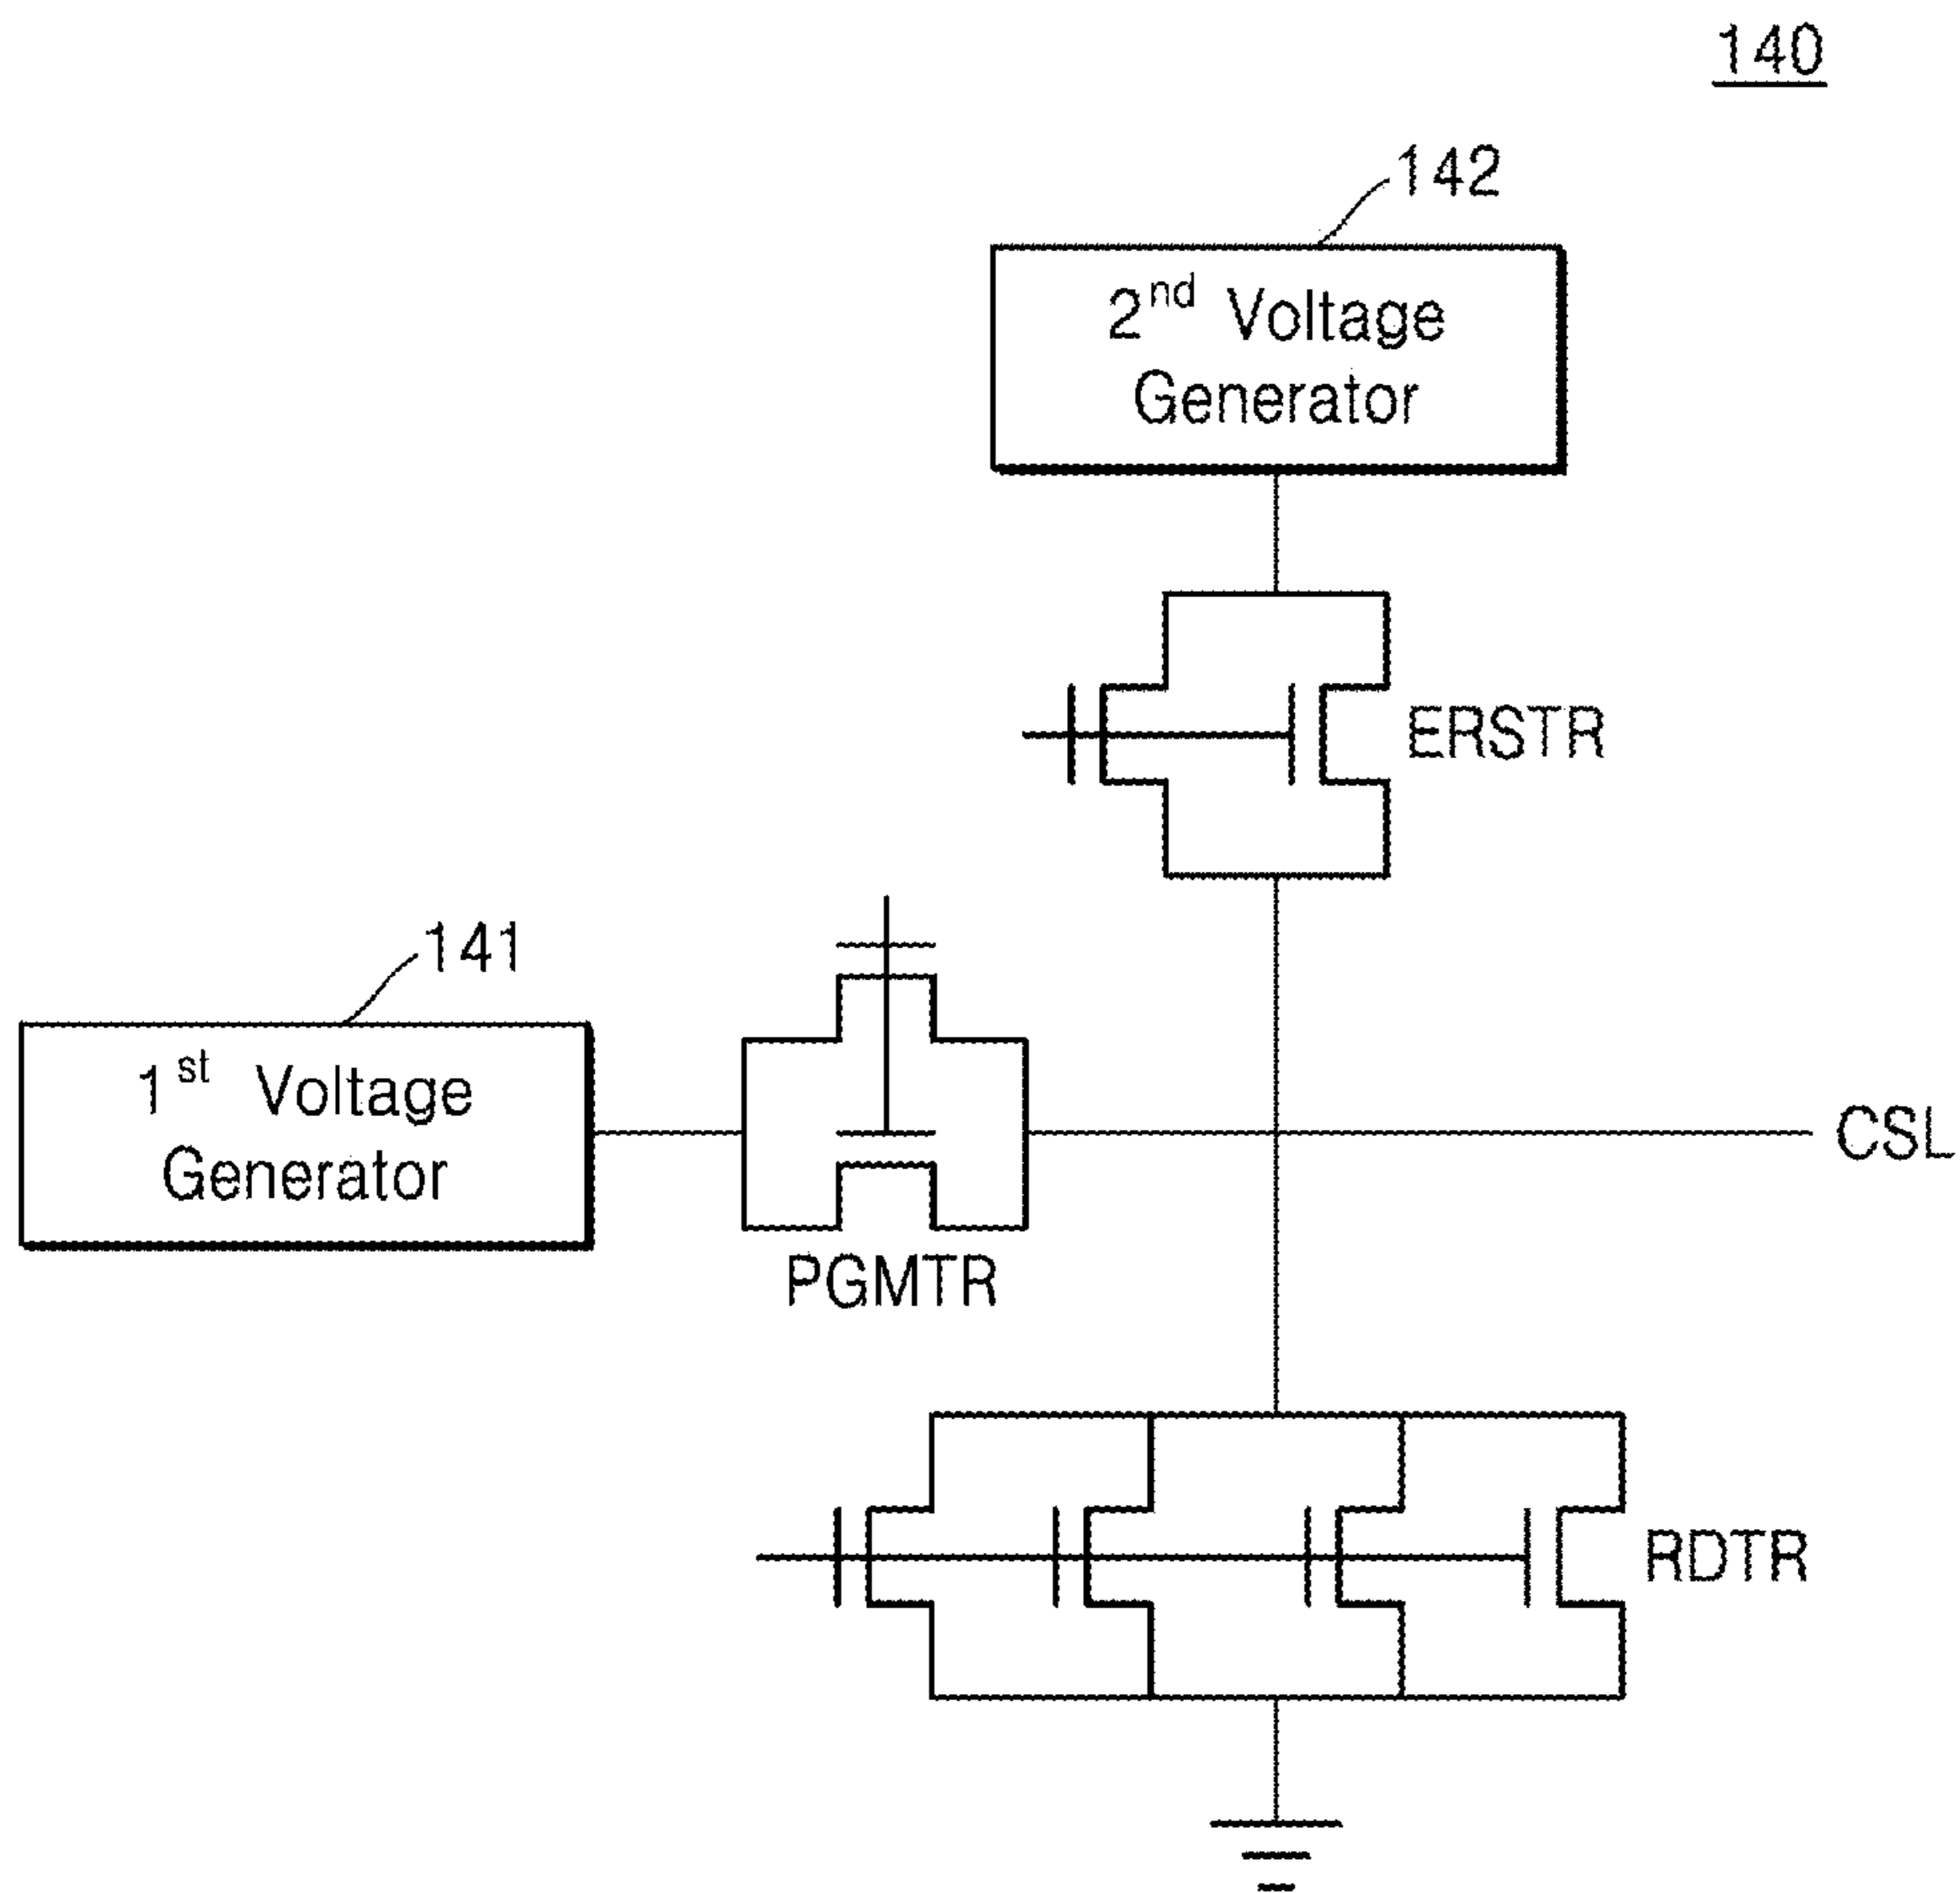 140
142
2nd Voltage
Generator
ERSTR
141
1st Voltage
Generator
PGMTR
CSL
RDTR